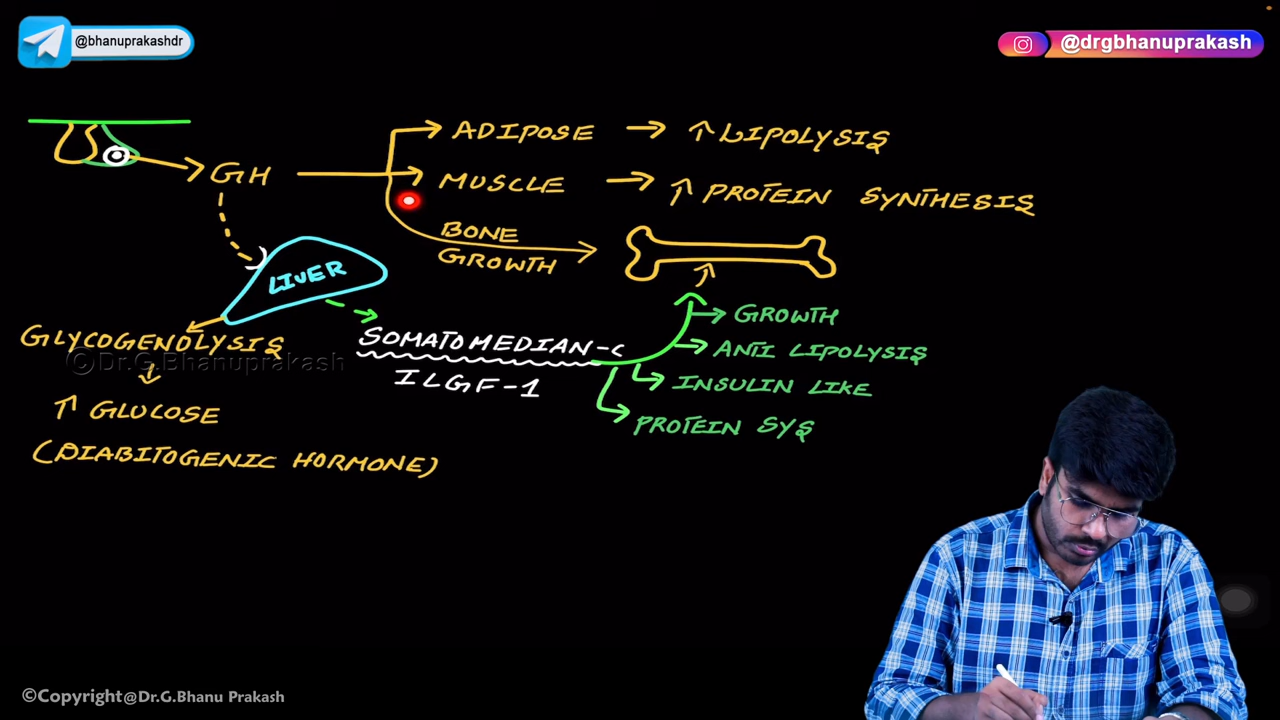 @bhanuprakashdr
@drgbhanuprakash
ADIPOSE → ↑ LIPOLYSIS
GH → MUSCLE → ↑ PROTEIN SYNTHESIS
BONE
GROWTH
LIVER
GROWTH
GLYCOGENOLYSIS
SOMATOMEDIAN-C
ANTI LIPOLYSIS
©Dr.G.Bhanuprakash
ILGF-1
INSULIN LIKE
↑ GLUCOSE
PROTEIN SYS
(DIABITOGENIC HORMONE)
©Copyright@Dr.G.Bhanu Prakash